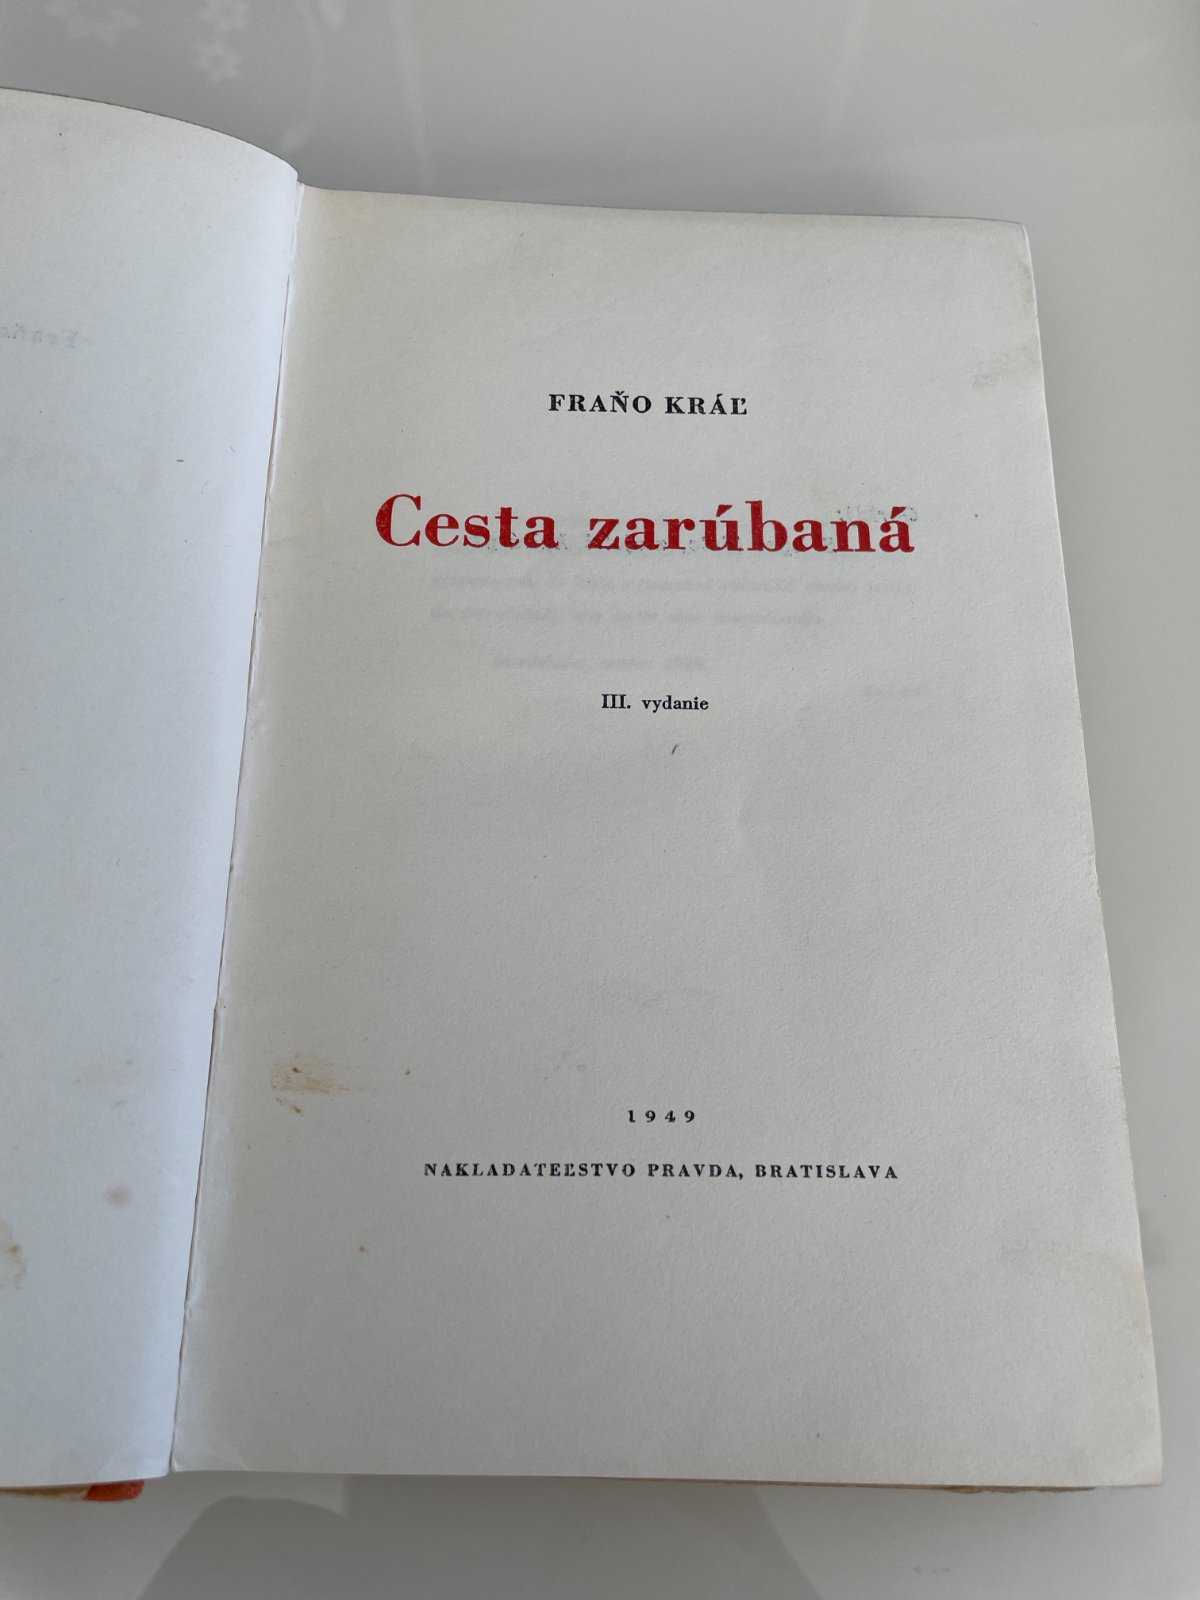 FRAŇO KRÁĽ
Cesta zarúbaná
III. vydanie
1949
NAKLADATEĽSTVO PRAVDA, BRATISLAVA